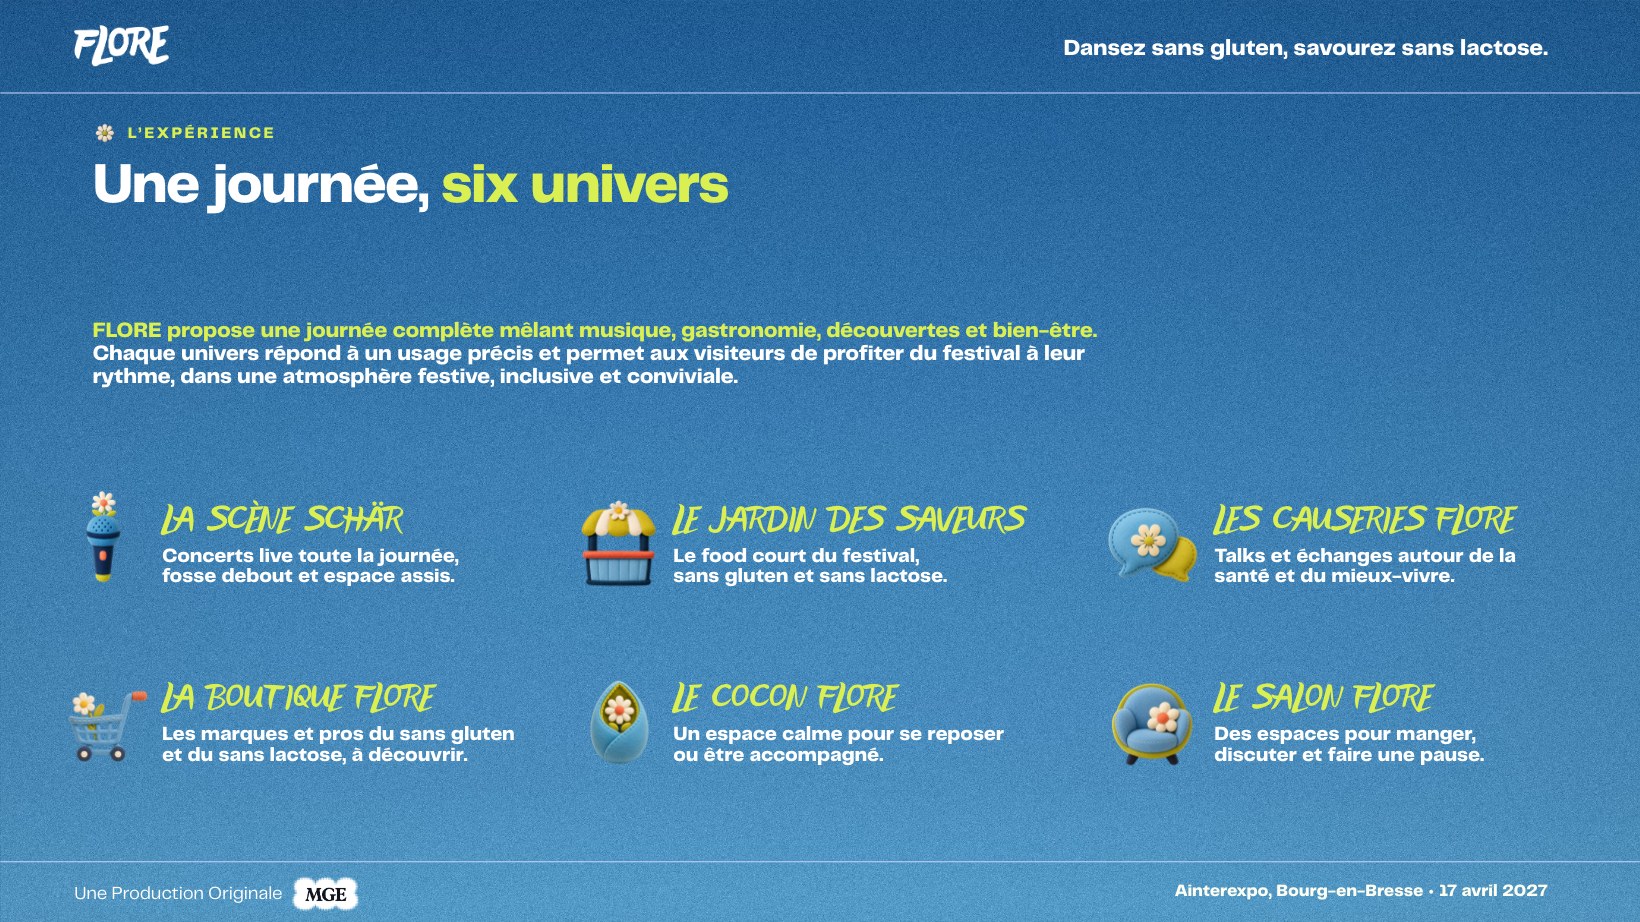 FLORE
Dansez sans gluten, savourez sans lactose.
L'EXPÉRIENCE
Une journée, six univers
FLORE propose une journée complète mêlant musique, gastronomie, découvertes et bien-être.
Chaque univers répond à un usage précis et permet aux visiteurs de profiter du festival à leur
rythme, dans une atmosphère festive, inclusive et conviviale.
LA SCÈNE SCHÄR
Concerts live toute la journée,
fosse debout et espace assis.
LE JARDIN DES SAVEURS
Le food court du festival,
sans gluten et sans lactose.
LES CAUSERIES FLORE
Talks et échanges autour de la
santé et du mieux-vivre.
LA BOUTIQUE FLORE
Les marques et pros du sans gluten
et du sans lactose, à découvrir.
LE COCON FLORE
Un espace calme pour se reposer
ou être accompagné.
LE SALON FLORE
Des espaces pour manger,
discuter et faire une pause.
Une Production Originale MGE
Ainterexpo, Bourg-en-Bresse • 17 avril 2027